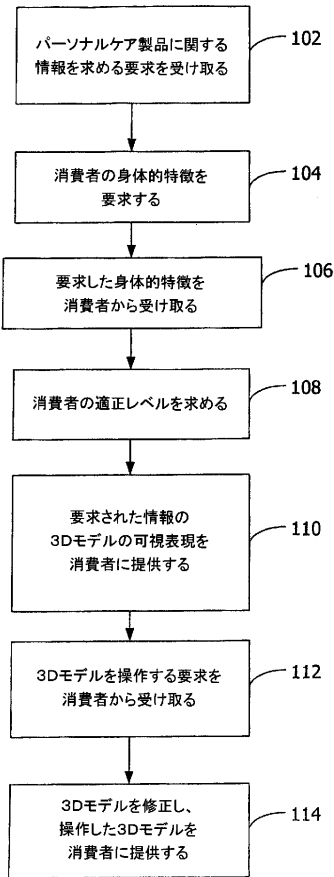 パーソナルケア製品に関する
情報を求める要求を受け取る
102
消費者の身体的特徴を
要求する
104
要求した身体的特徴を
消費者から受け取る
106
消費者の適正レベルを求める
108
要求された情報の
3Dモデルの可視表現を
消費者に提供する
110
3Dモデルを操作する要求を
消費者から受け取る
112
3Dモデルを修正し、
操作した3Dモデルを
消費者に提供する
114